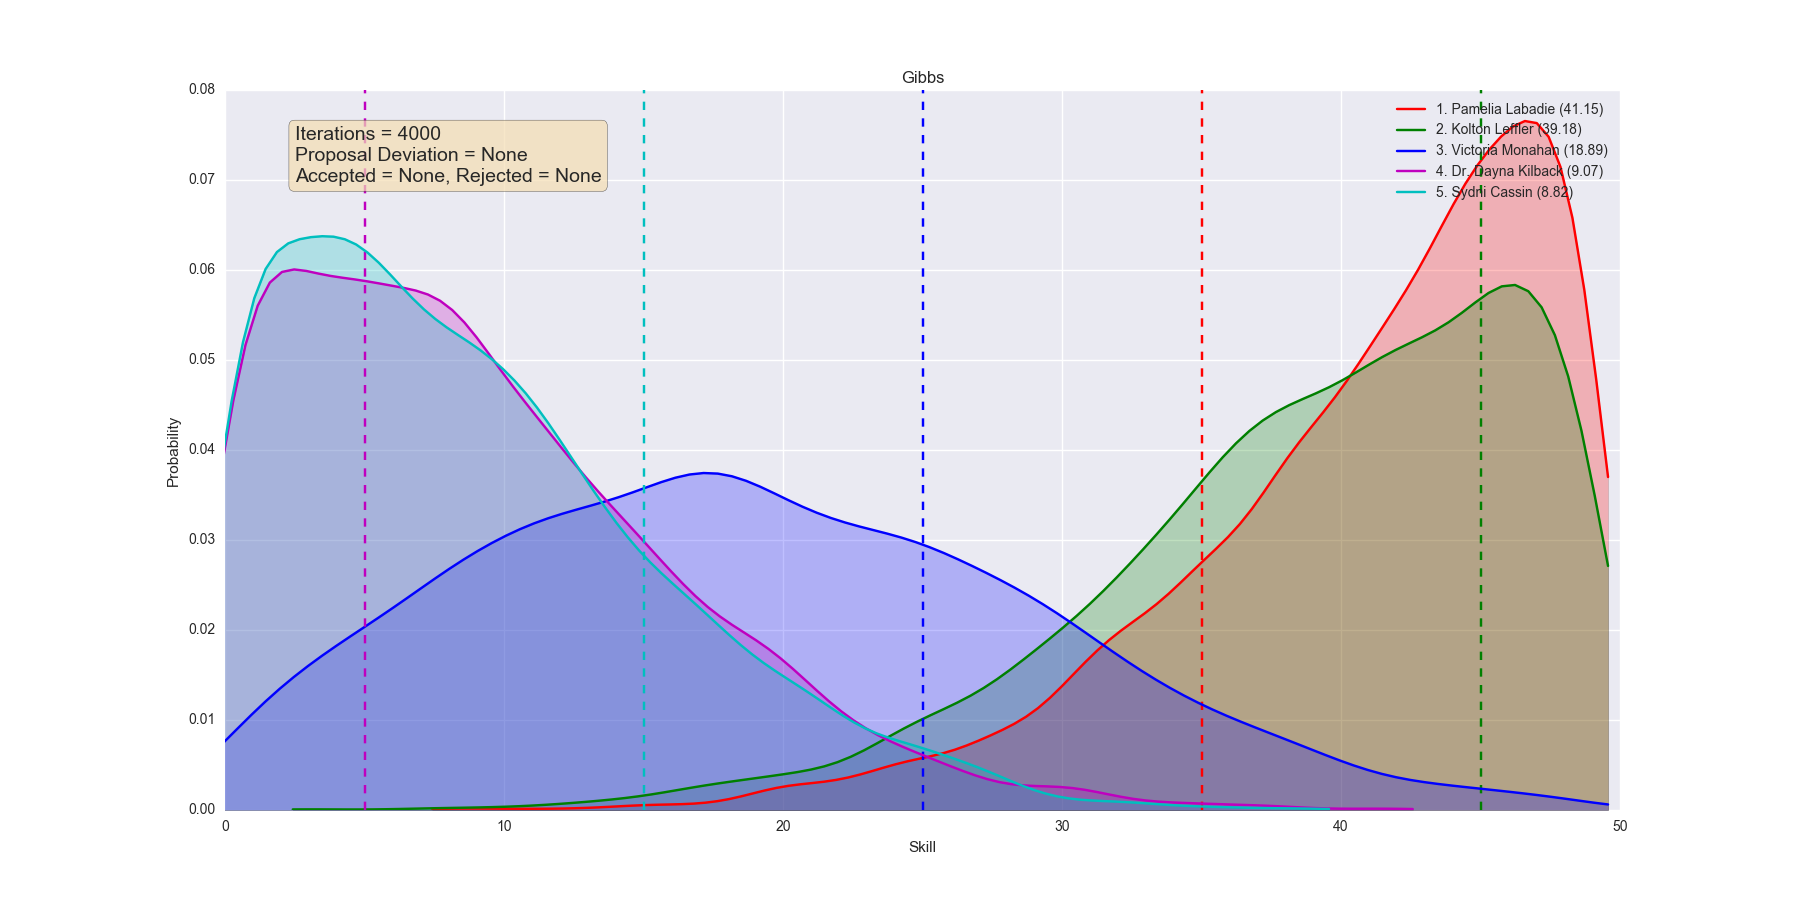 Gibbs
Iterations = 4000
Proposal Deviation = None
Accepted = None, Rejected = None
1. Pamelia Labadie (41.15)
2. Kolton Leffler (39.18)
3. Victoria Monahan (18.89)
4. Dr. Dayna Kilback (9.07)
5. Sydni Cassin (8.82)
0.08
0.07
0.06
0.05
0.04
0.03
0.02
0.01
0.00
Probability
0 10 20 30 40 50
Skill